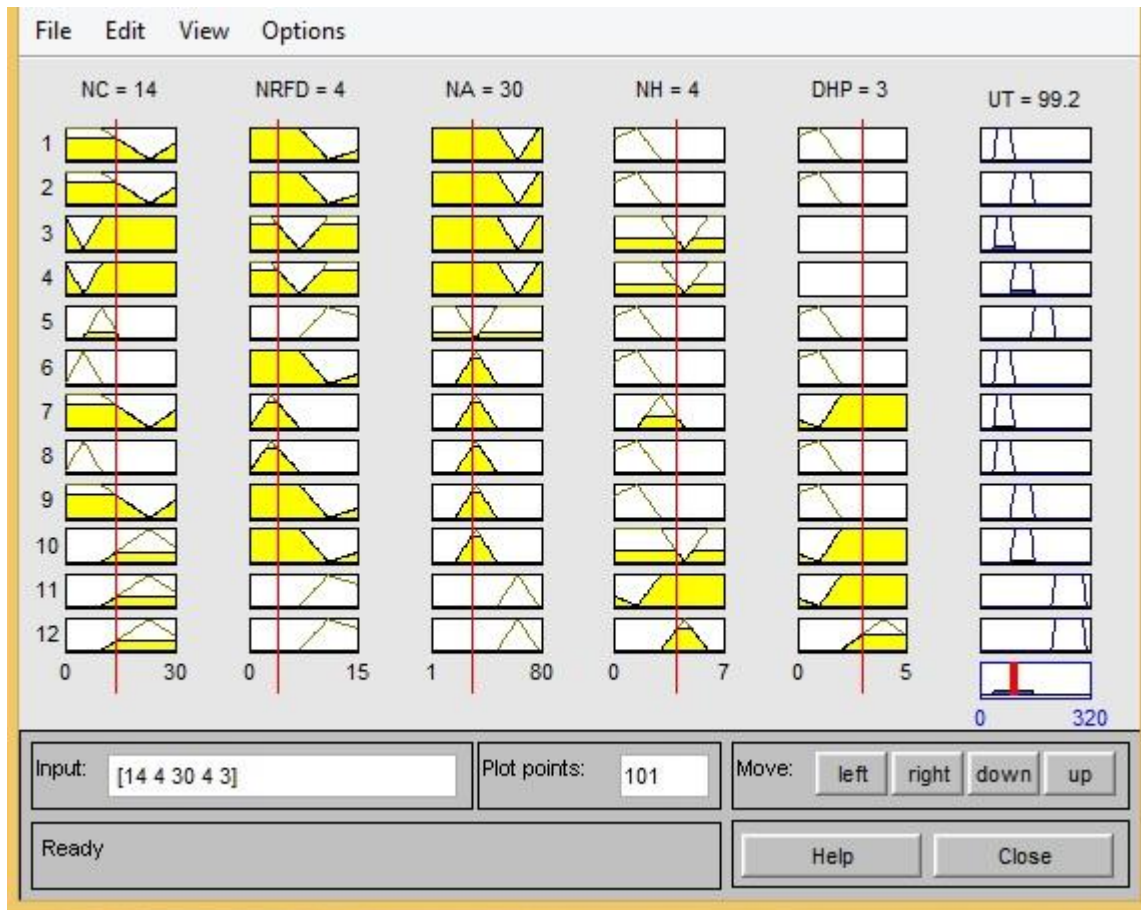 File Edit View Options
NC = 14 NRFD = 4 NA = 30 NH = 4 DHP = 3 UT = 99.2
1
2
3
4
5
6
7
8
9
10
11
12
0 30 0 15 1 80 0 7 0 5
0 320
Input: [14 4 30 4 3] Plot points: 101 Move: left right down up
Ready Help Close